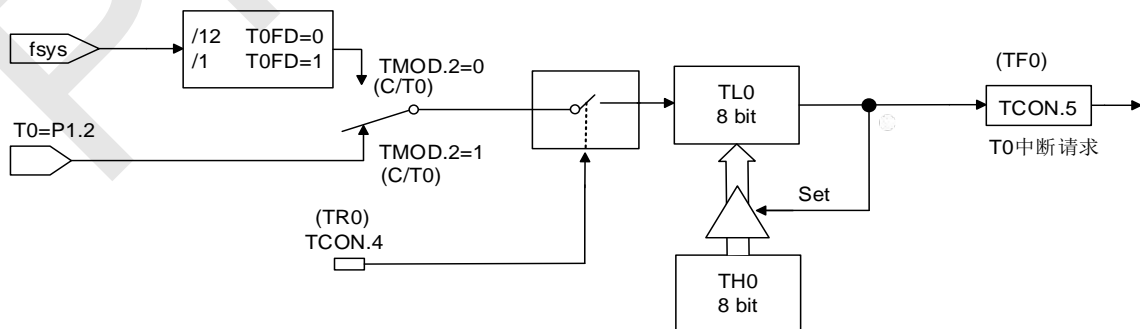 fsys
/12 T0FD=0
/1 T0FD=1
TMOD.2=0
(C/T0)
T0=P1.2
TMOD.2=1
(C/T0)
(TR0)
TCON.4
TL0
8 bit
Set
TH0
8 bit
(TF0)
TCON.5
T0中断请求